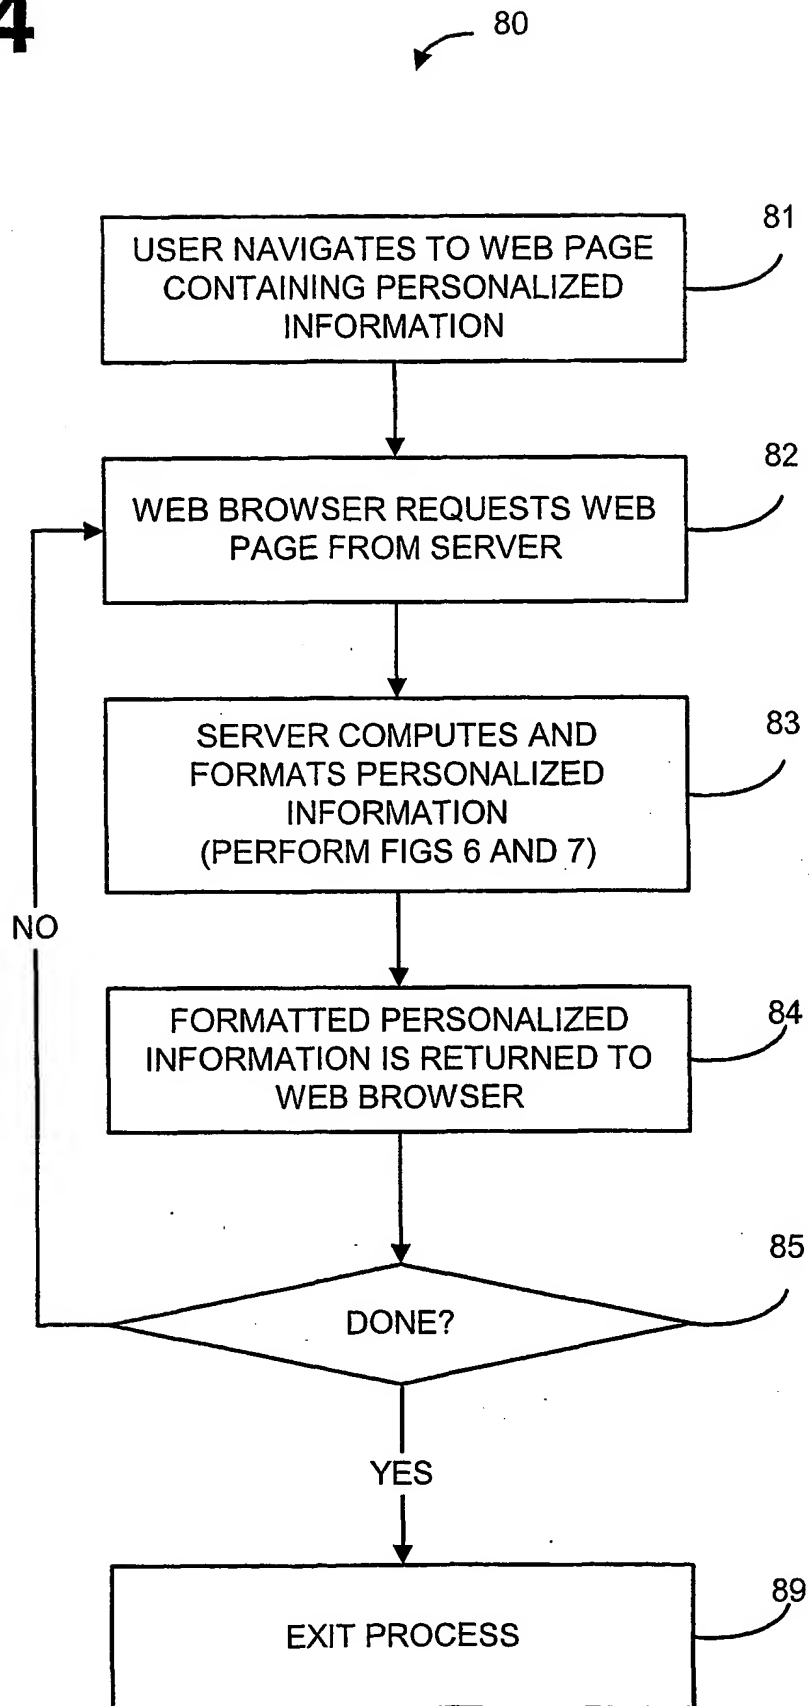 4
80
81
USER NAVIGATES TO WEB PAGE
CONTAINING PERSONALIZED
INFORMATION
82
WEB BROWSER REQUESTS WEB
PAGE FROM SERVER
83
SERVER COMPUTES AND
FORMATS PERSONALIZED
INFORMATION
(PERFORM FIGS 6 AND 7)
NO
84
FORMATTED PERSONALIZED
INFORMATION IS RETURNED TO
WEB BROWSER
85
DONE?
YES
89
EXIT PROCESS